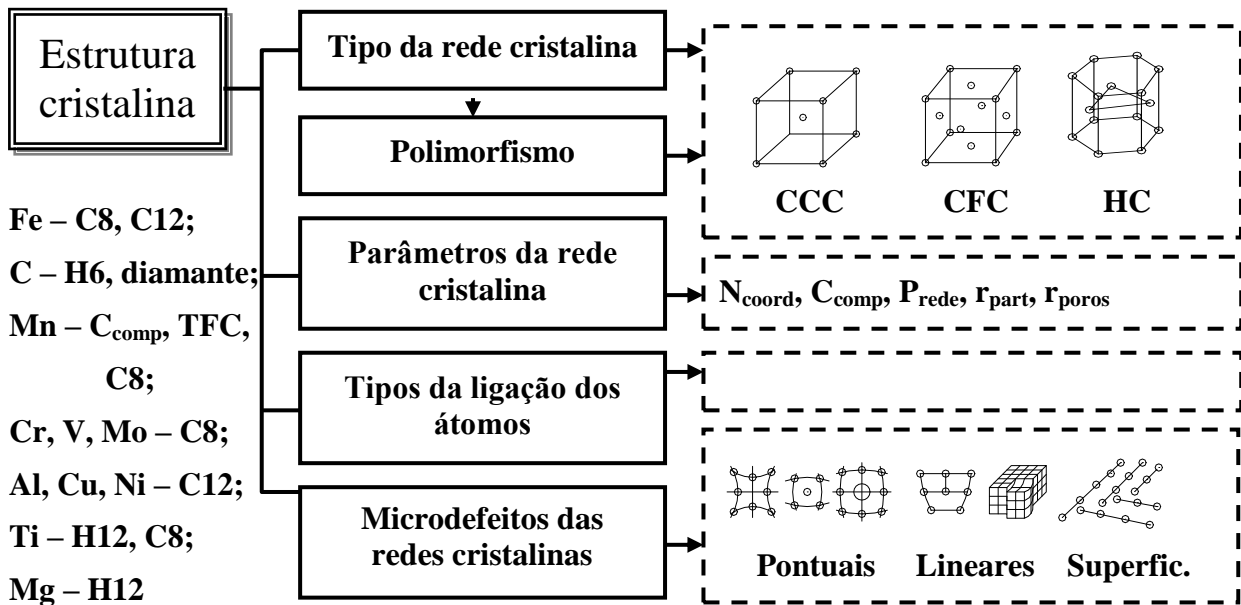 Estrutura
cristalina
Fe – C8, C12;
C – H6, diamante;
Mn – Ccomp, TFC,
C8;
Cr, V, Mo – C8;
Al, Cu, Ni – C12;
Ti – H12, C8;
Mg – H12
Tipo da rede cristalina
Polimorfismo
Parâmetros da rede
cristalina
Tipos da ligação dos
átomos
Microdefeitos das
redes cristalinas
CCC CFC HC
Ncoord, Ccomp, Prede, rpart, rporos
Pontuais Lineares Superfic.